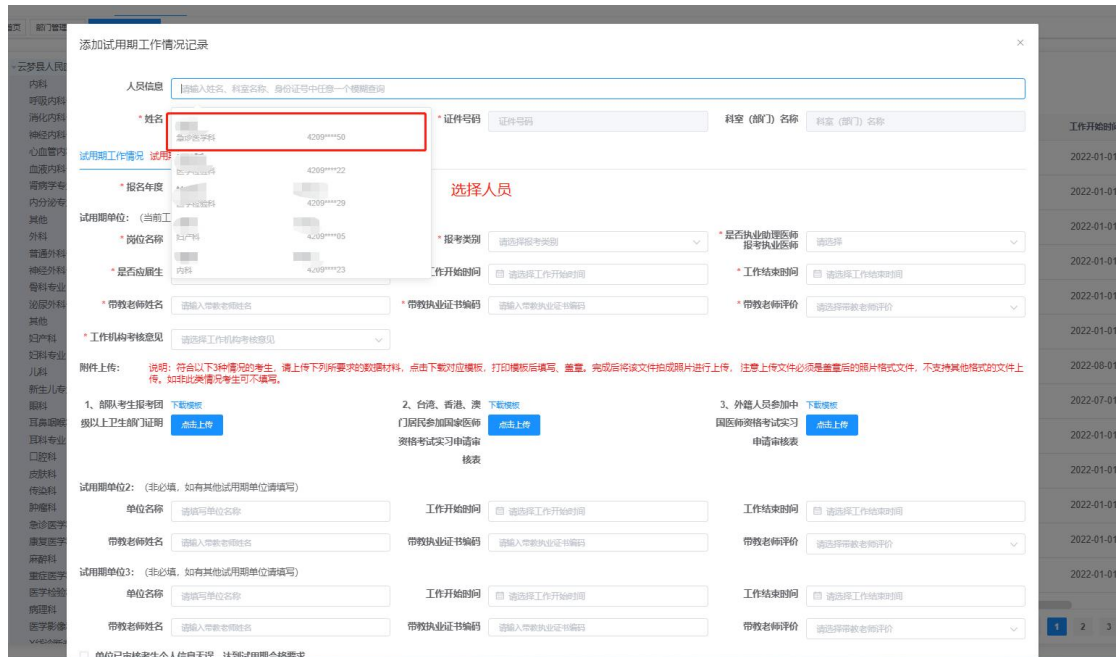 部门管理
添加试用期工作情况记录
人员信息 请输入姓名、科室名称、身份证号中任意一个模糊查询
*姓名 *证件号码 证件号码 科室（部门）名称 科室（部门）名称
急诊医学科 4209****50
试用期工作情况
4209****22
*报名年度 选择人员
医学检验科 4209****29
试用期单位：（当前工
*岗位名称 妇产科 4209****05 *报考类别 请选择报考类别 *是否执业助理医师报考执业医师 请选择
*是否应届生 内科 4209****23 工作开始时间 请选择工作开始时间 *工作结束时间 请选择工作结束时间
*带教老师姓名 请输入带教老师姓名 *带教执业证书编码 请输入带教执业证书编码 *带教老师评价 请选择带教老师评价
*工作机构考核意见 请选择工作机构考核意见
附件上传： 说明：符合以下3种情况的考生，请上传下列所要求的数据材料，点击下载对应模板，打印模板后填写、盖章。完成后将该文件拍成照片进行上传， 注意上传文件必须是盖章后的照片格式文件，不支持其他格式的文件上
传。如非此类情况考生可不填写。
1、部队考生报考团 下载模板 2、台湾、香港、澳 下载模板 3、外籍人员参加中 下载模板
级以上卫生部门证明 点击上传 门居民参加国家医师 点击上传 国医师资格考试实习 点击上传
资格考试实习申请审 申请审核表
核表
试用期单位2：（非必填，如有其他试用期单位请填写）
单位名称 请填写单位名称 工作开始时间 请选择工作开始时间 工作结束时间 请选择工作结束时间
带教老师姓名 请输入带教老师姓名 带教执业证书编码 请输入带教执业证书编码 带教老师评价 请选择带教老师评价
试用期单位3：（非必填，如有其他试用期单位请填写）
单位名称 请填写单位名称 工作开始时间 请选择工作开始时间 工作结束时间 请选择工作结束时间
带教老师姓名 请输入带教老师姓名 带教执业证书编码 请输入带教执业证书编码 带教老师评价 请选择带教老师评价
单位已审核考生个人信息无误，达到试用期合格要求
云梦县人民
内科
呼吸内科
消化内科
神经内科
心血管内
血液内科
肾病学专
内分泌专
其他
外科
普通外科
神经外科
骨科专业
泌尿外科
其他
妇产科
妇科专业
儿科
新生儿专
眼科
耳鼻咽喉
耳科专业
口腔科
皮肤科
传染科
肿瘤科
急诊医学
康复医学
麻醉科
重症医学
医学检验
病理科
医学影像
工作开始时间
2022-01-01
2022-01-01
2022-01-01
2022-01-01
2022-01-01
2022-01-01
2022-08-01
2022-07-01
2022-01-01
2022-01-01
2022-01-01
2022-01-01
2022-01-01
1 2 3